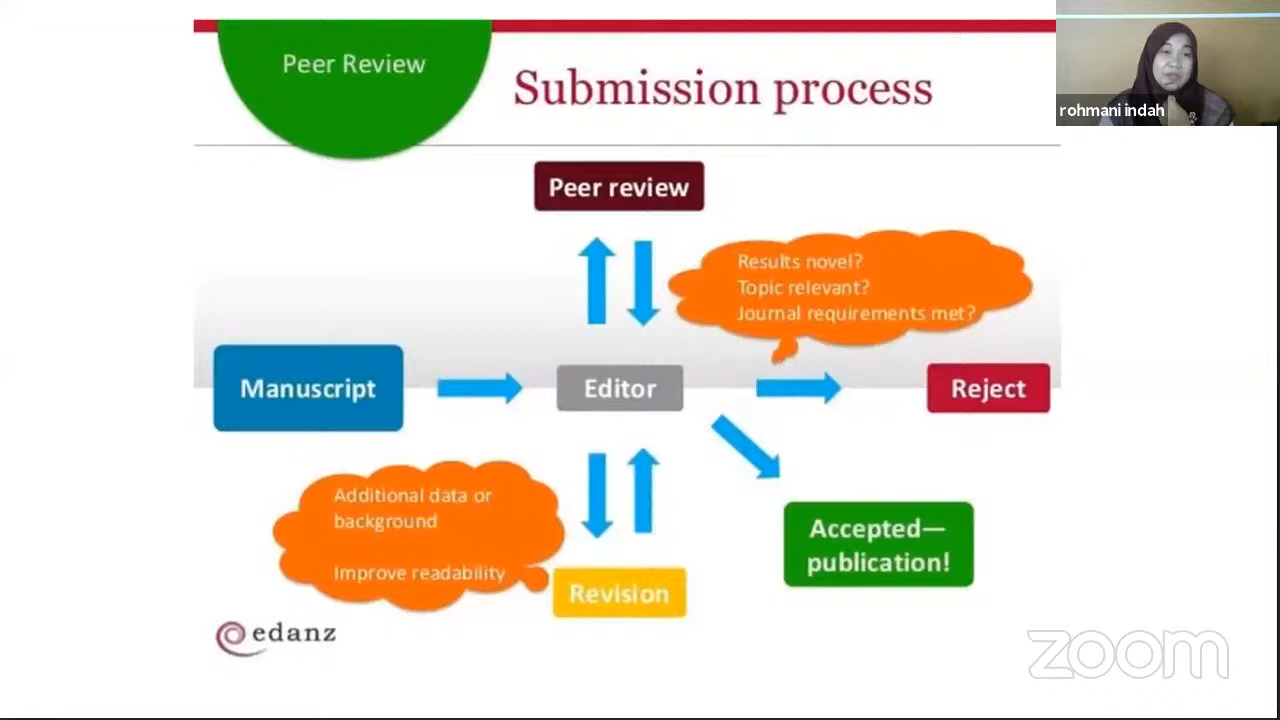 Peer Review
Submission process
rohmani indah
Peer review
Results novel?
Topic relevant?
Journal requirements met?
Manuscript
Editor
Reject
Additional data or
background
Improve readability
Accepted—
publication!
Revision
edanz
zoom